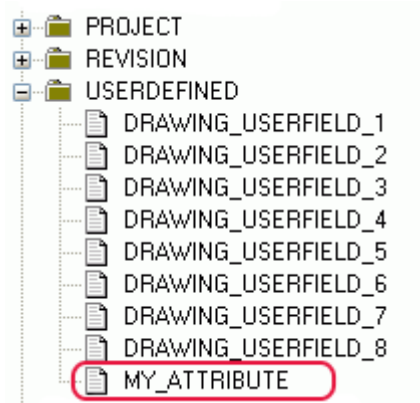 PROJECT
REVISION
USERDEFINED
DRAWING_USERFIELD_1
DRAWING_USERFIELD_2
DRAWING_USERFIELD_3
DRAWING_USERFIELD_4
DRAWING_USERFIELD_5
DRAWING_USERFIELD_6
DRAWING_USERFIELD_7
DRAWING_USERFIELD_8
MY_ATTRIBUTE